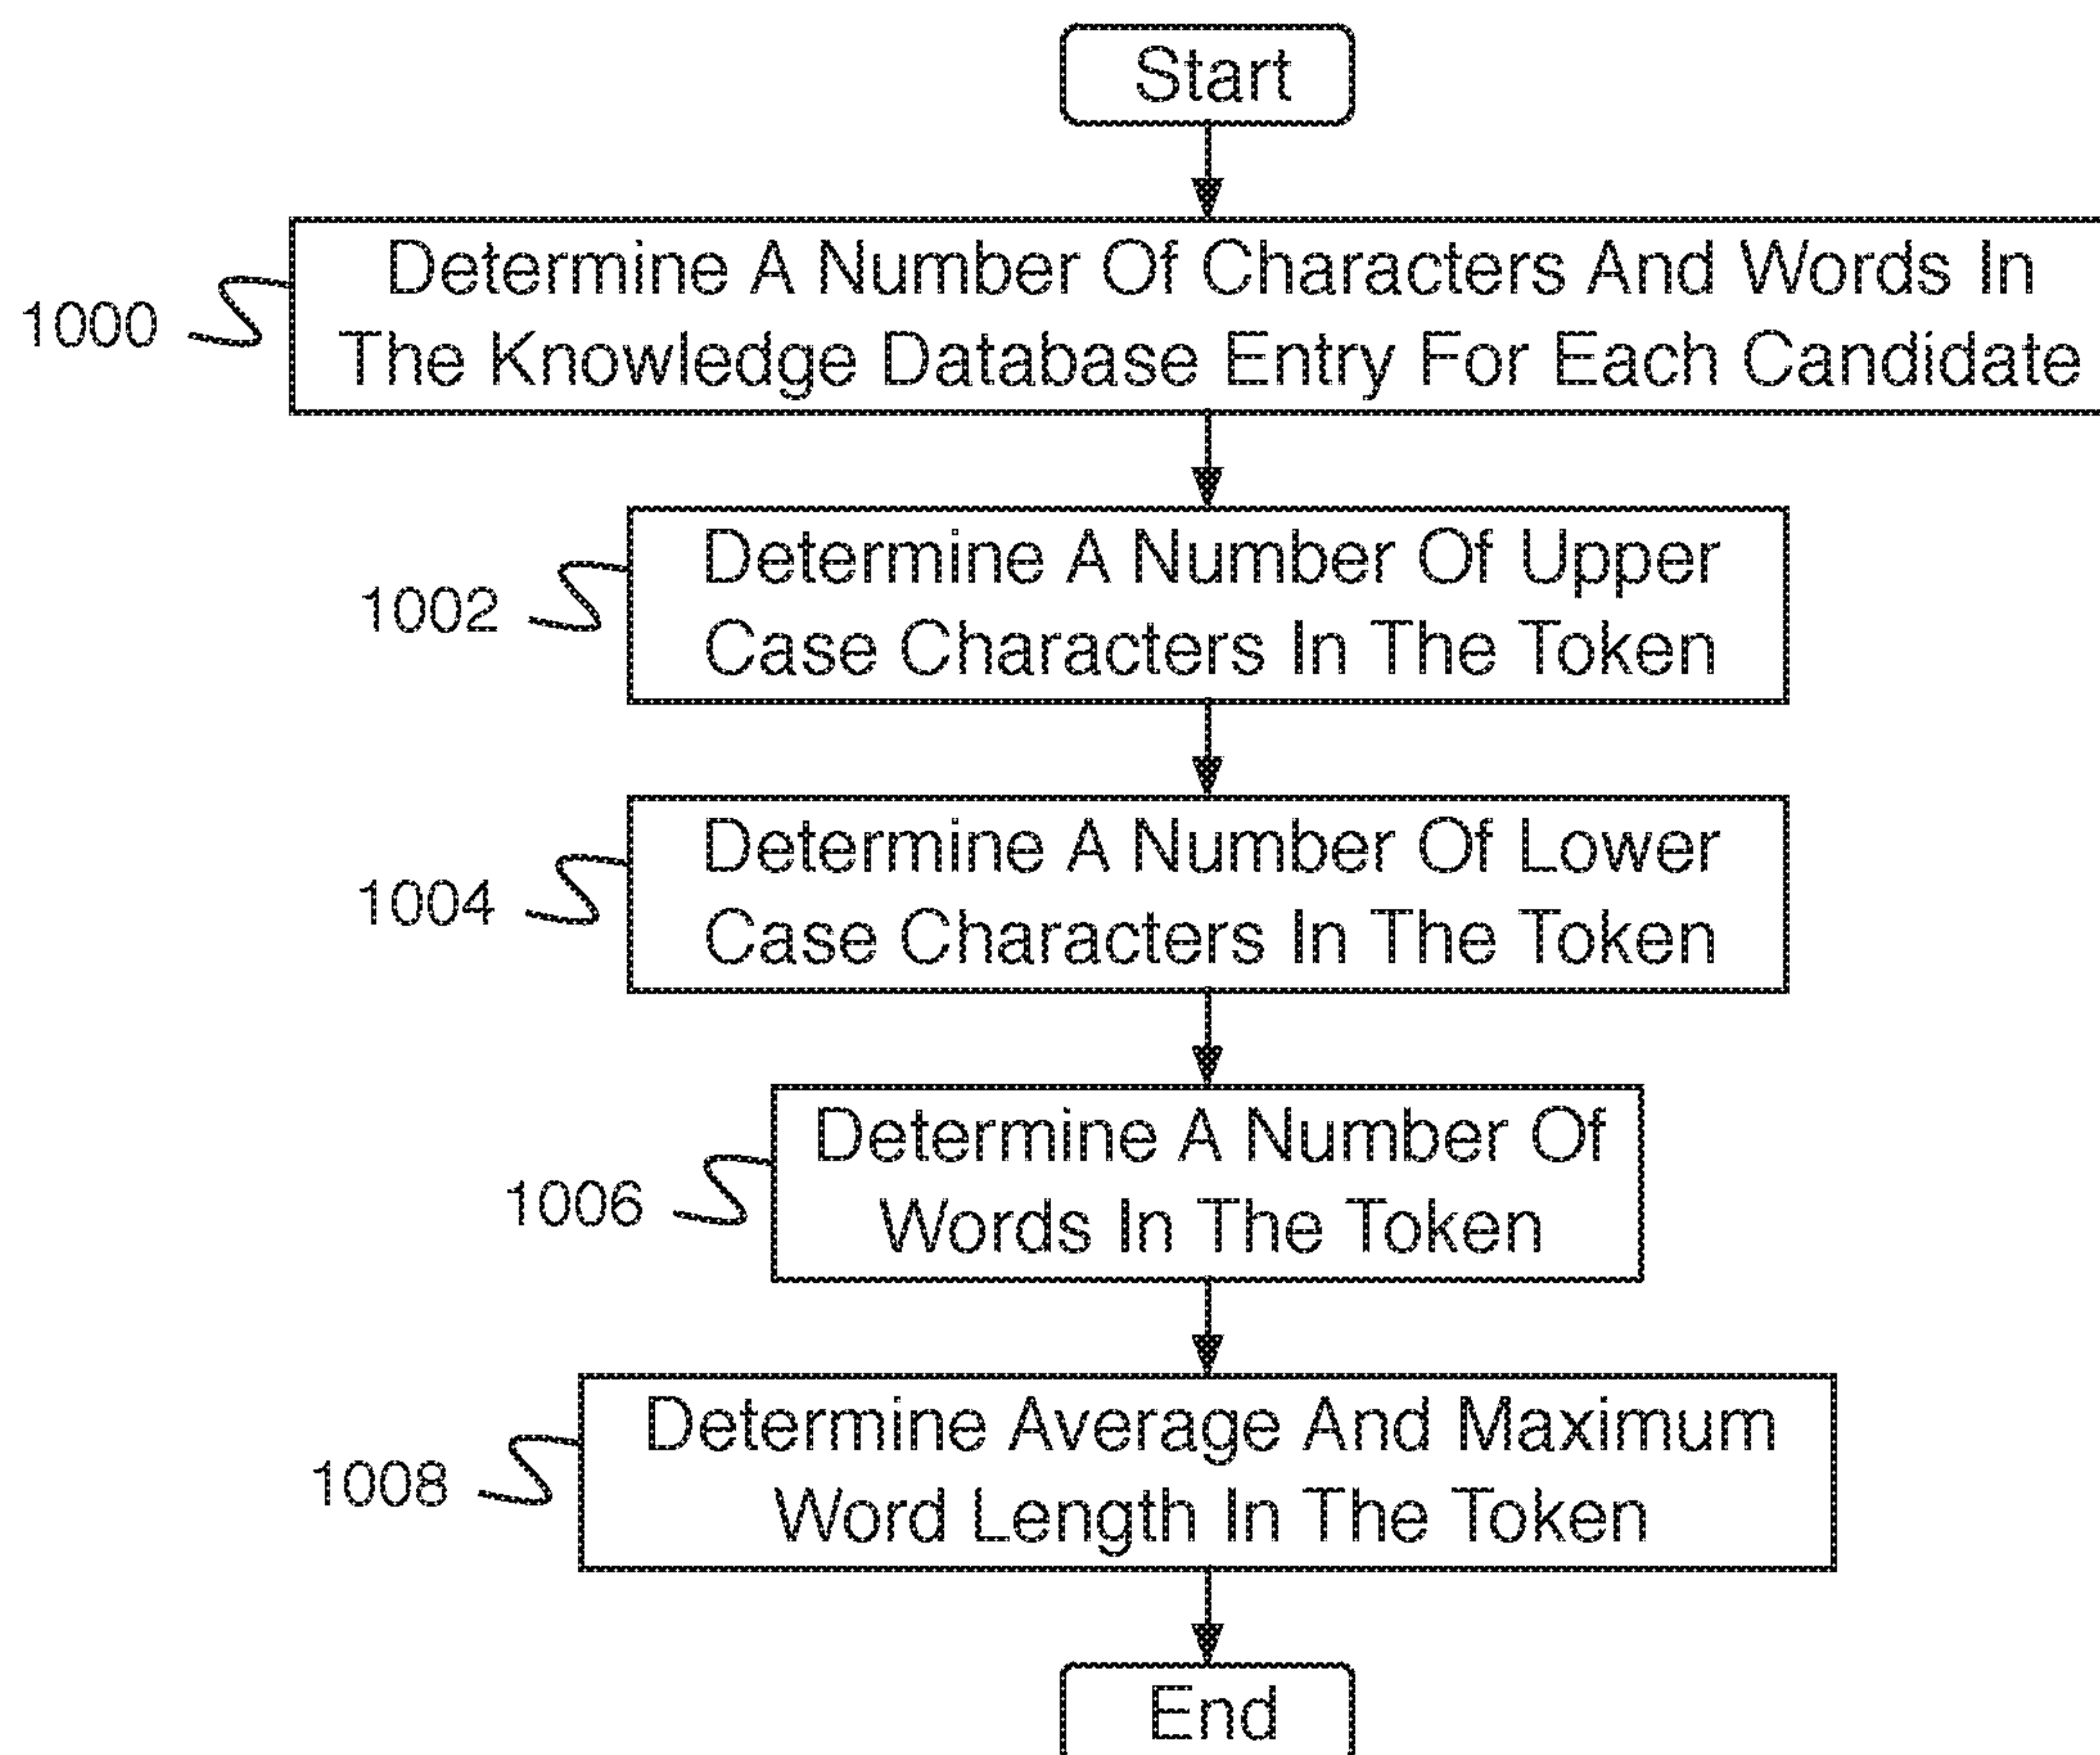 Start
1000
Determine A Number Of Characters And Words In
The Knowledge Database Entry For Each Candidate
1002
Determine A Number Of Upper
Case Characters In The Token
1004
Determine A Number Of Lower
Case Characters In The Token
1006
Determine A Number Of
Words In The Token
1008
Determine Average And Maximum
Word Length In The Token
End